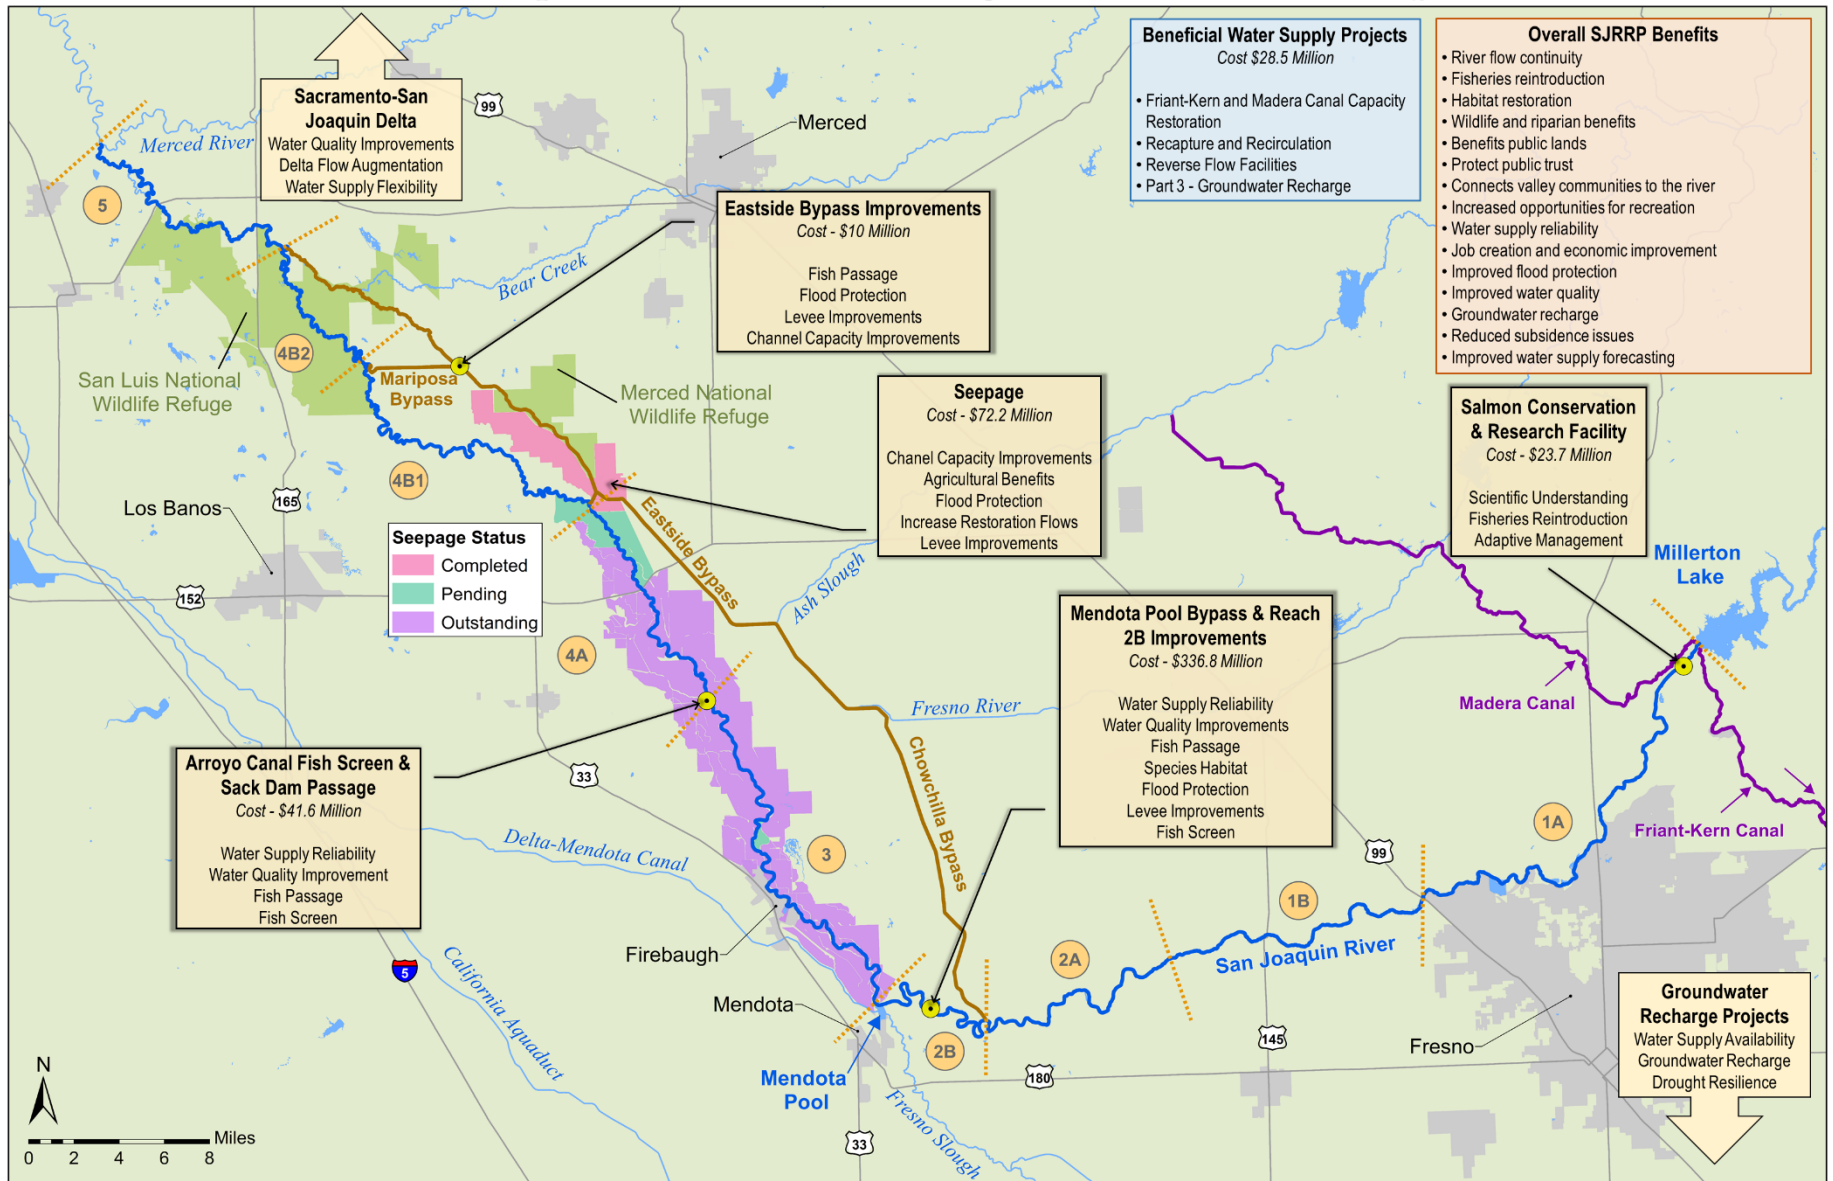 Sacramento-San
Joaquin Delta
Water Quality Improvements
Delta Flow Augmentation
Water Supply Flexibility
Beneficial Water Supply Projects
Cost $28.5 Million
• Friant-Kern and Madera Canal Capacity
Restoration
• Recapture and Recirculation
• Reverse Flow Facilities
• Part 3 - Groundwater Recharge
Overall SJRRP Benefits
• River flow continuity
• Fisheries reintroduction
• Habitat restoration
• Wildlife and riparian benefits
• Benefits public lands
• Protect public trust
• Connects valley communities to the river
• Increased opportunities for recreation
• Water supply reliability
• Job creation and economic improvement
• Improved flood protection
• Improved water quality
• Groundwater recharge
• Reduced subsidence issues
• Improved water supply forecasting
99
Merced
Merced River
5
Eastside Bypass Improvements
Cost - $10 Million
Fish Passage
Flood Protection
Levee Improvements
Channel Capacity Improvements
Bear Creek
4B2
San Luis National
Wildlife Refuge
Mariposa
Bypass
Merced National
Wildlife Refuge
Seepage
Cost - $72.2 Million
Chanel Capacity Improvements
Agricultural Benefits
Flood Protection
Increase Restoration Flows
Levee Improvements
Salmon Conservation
& Research Facility
Cost - $23.7 Million
Scientific Understanding
Fisheries Reintroduction
Adaptive Management
4B1
165
Los Banos
Seepage Status
Completed
Pending
Outstanding
Eastside Bypass
Ash Slough
Millerton
Lake
152
Mendota Pool Bypass & Reach
2B Improvements
Cost - $336.8 Million
Water Supply Reliability
Water Quality Improvements
Fish Passage
Species Habitat
Flood Protection
Levee Improvements
Fish Screen
4A
Madera Canal
Fresno River
Arroyo Canal Fish Screen &
Sack Dam Passage
Cost - $41.6 Million
Water Supply Reliability
Water Quality Improvement
Fish Passage
Fish Screen
33
Chowchilla Bypass
Delta-Mendota Canal
3
1A
Friant-Kern Canal
99
1B
Firebaugh
San Joaquin River
2A
5
California Aquaduct
Mendota
2B
Mendota
Pool
Fresno Slough
180
145
Fresno
Groundwater
Recharge Projects
Water Supply Availability
Groundwater Recharge
Drought Resilience
33
N
Miles
0 2 4 6 8